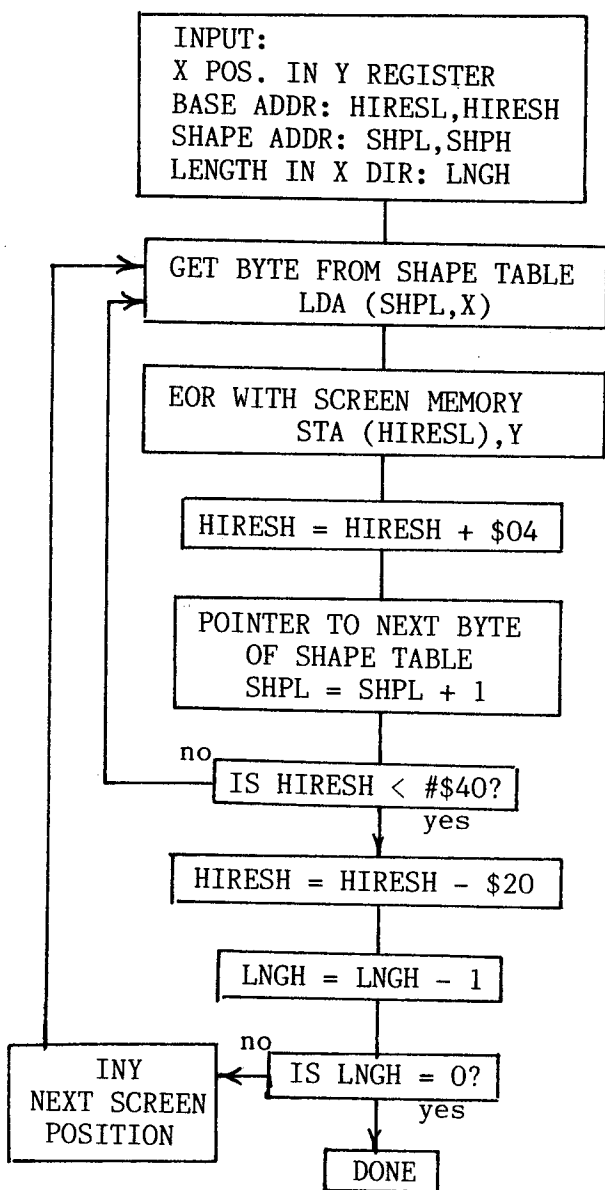 INPUT:
X POS. IN Y REGISTER
BASE ADDR: HIRESL,HIRESH
SHAPE ADDR: SHPL,SHPH
LENGTH IN X DIR: LNGH
GET BYTE FROM SHAPE TABLE
LDA (SHPL,X)
EOR WITH SCREEN MEMORY
STA (HIRESL),Y
HIRESH = HIRESH + $04
POINTER TO NEXT BYTE
OF SHAPE TABLE
SHPL = SHPL + 1
no
IS HIRESH < #$40?
yes
HIRESH = HIRESH - $20
LNGH = LNGH - 1
no
IS LNGH = 0?
yes
INY
NEXT SCREEN
POSITION
DONE